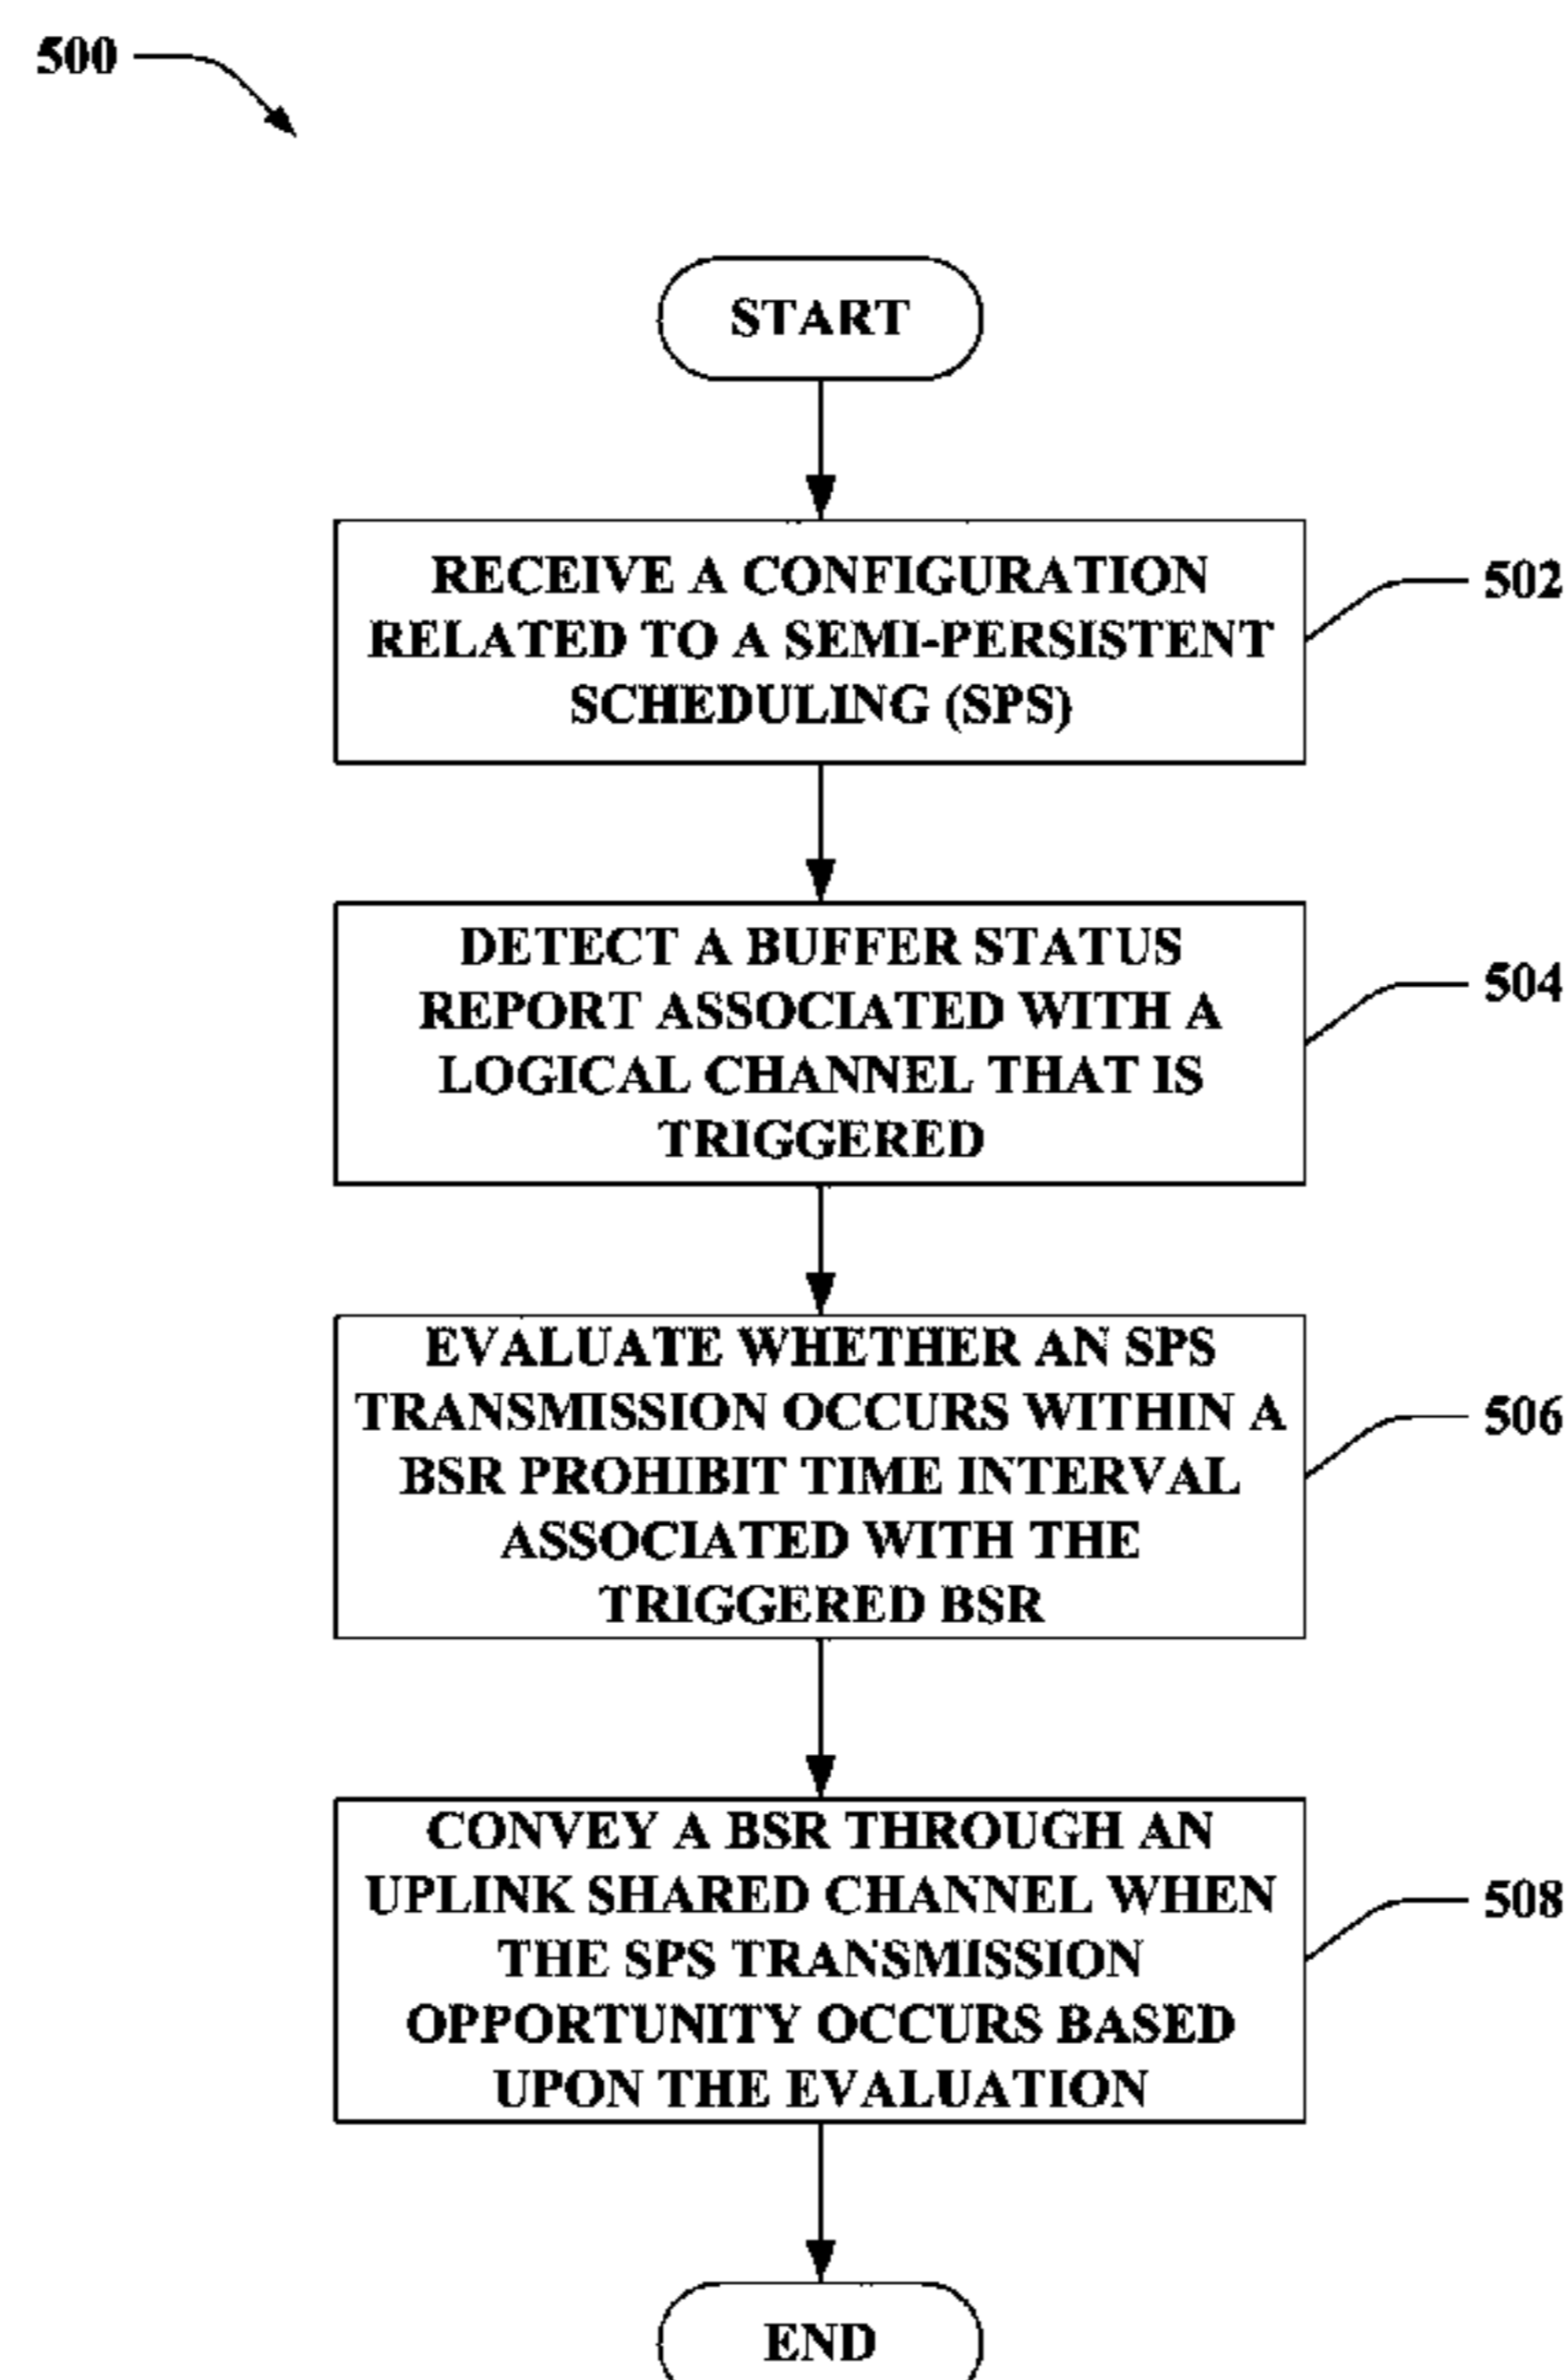 500
START
RECEIVE A CONFIGURATION
RELATED TO A SEMI-PERSISTENT
SCHEDULING (SPS)
502
DETECT A BUFFER STATUS
REPORT ASSOCIATED WITH A
LOGICAL CHANNEL THAT IS
TRIGGERED
504
EVALUATE WHETHER AN SPS
TRANSMISSION OCCURS WITHIN A
BSR PROHIBIT TIME INTERVAL
ASSOCIATED WITH THE
TRIGGERED BSR
506
CONVEY A BSR THROUGH AN
UPLINK SHARED CHANNEL WHEN
THE SPS TRANSMISSION
OPPORTUNITY OCCURS BASED
UPON THE EVALUATION
508
END